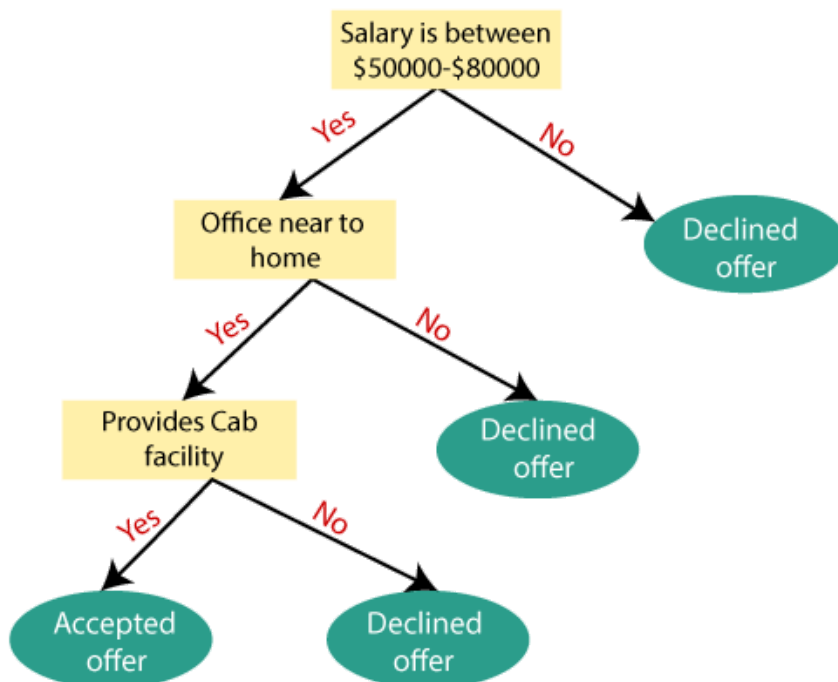 Salary is between
$50000-$80000
Yes
No
Office near to
home
Declined
offer
Yes
No
Provides Cab
facility
Declined
offer
Yes
No
Accepted
offer
Declined
offer